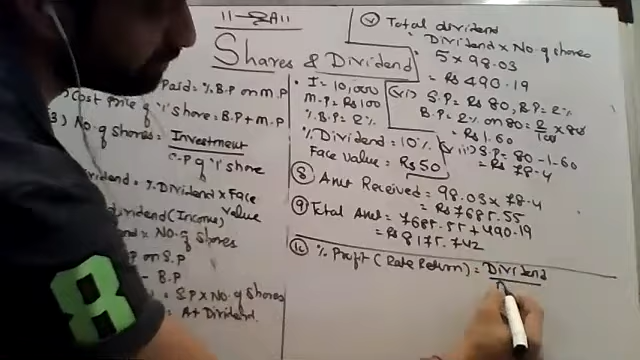 Shares & Dividend
Paid = % B.P on M.P
Cost Price of '1' share = B.P + M.P
3) No. of shares = Investment
C.P of '1' share
Dividend = % Dividend x Face
value
Dividend (Income)
x No. of shares
on S.P
- B.P
= S.P x No. of shares
= A + Dividend
I = 10,000
M.P = Rs 100
% B.P = 2%
% Dividend = 10%
Face value = Rs 50
(v) Total dividend
= Dividend x No. of shares
5 x 98.03
= Rs 490.19
(vi) S.P = Rs 80, B.P = 2%
B.P = 2% on 80 = 2/100 x 80
= Rs 1.60
(vii) S.P = 80 - 1.60
= Rs 78.4
(8) Amt Received = 98.03 x 78.4
= Rs 7685.55
(9) Total Amt = 7685.55 + 490.19
= Rs 8175.742
% Profit (Rate Return) = Dividend
8